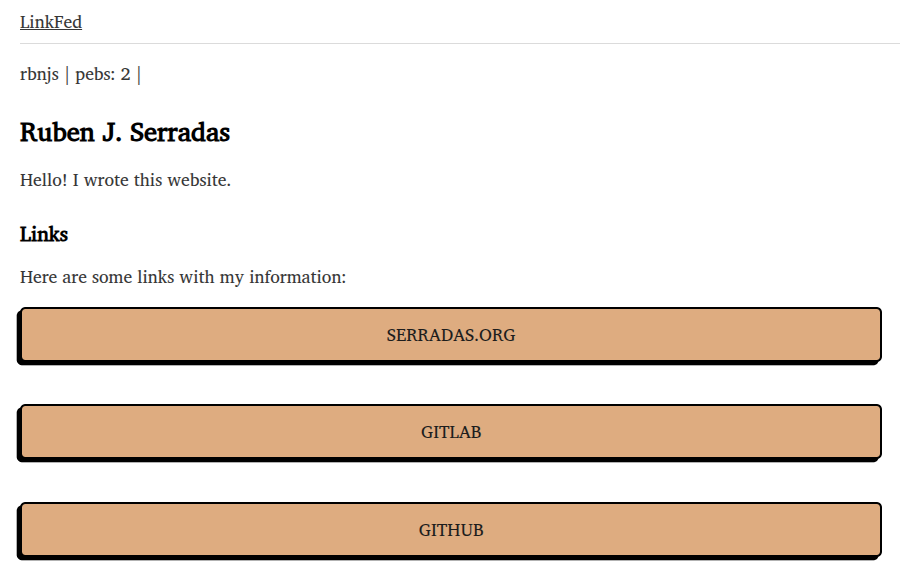 LinkFed
rbnjs | pebs: 2 |
Ruben J. Serradas
Hello! I wrote this website.
Links
Here are some links with my information:
SERRADAS.ORG
GITLAB
GITHUB